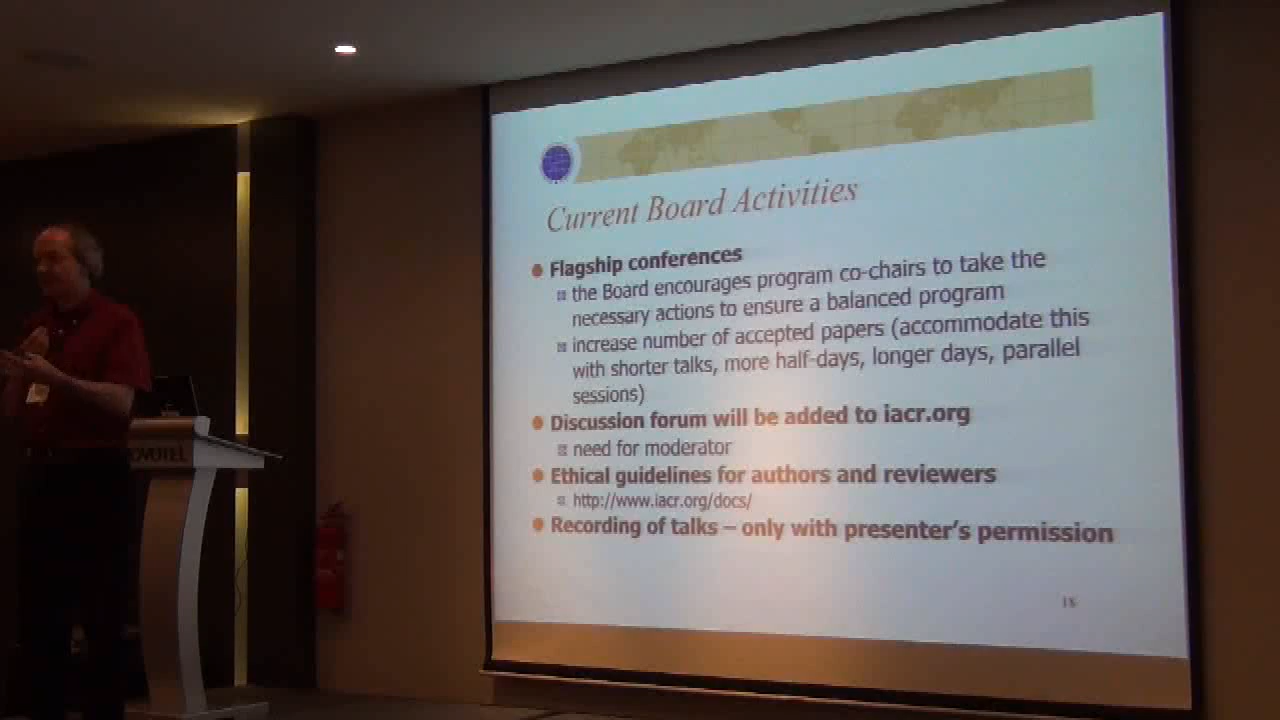 Current Board Activities
Flagship conferences
the Board encourages program co-chairs to take the
necessary actions to ensure a balanced program
increase number of accepted papers (accommodate this
with shorter talks, more half-days, longer days, parallel
sessions)
Discussion forum will be added to iacr.org
need for moderator
Ethical guidelines for authors and reviewers
http://www.iacr.org/docs/
Recording of talks – only with presenter's permission
18
NOVOTEL